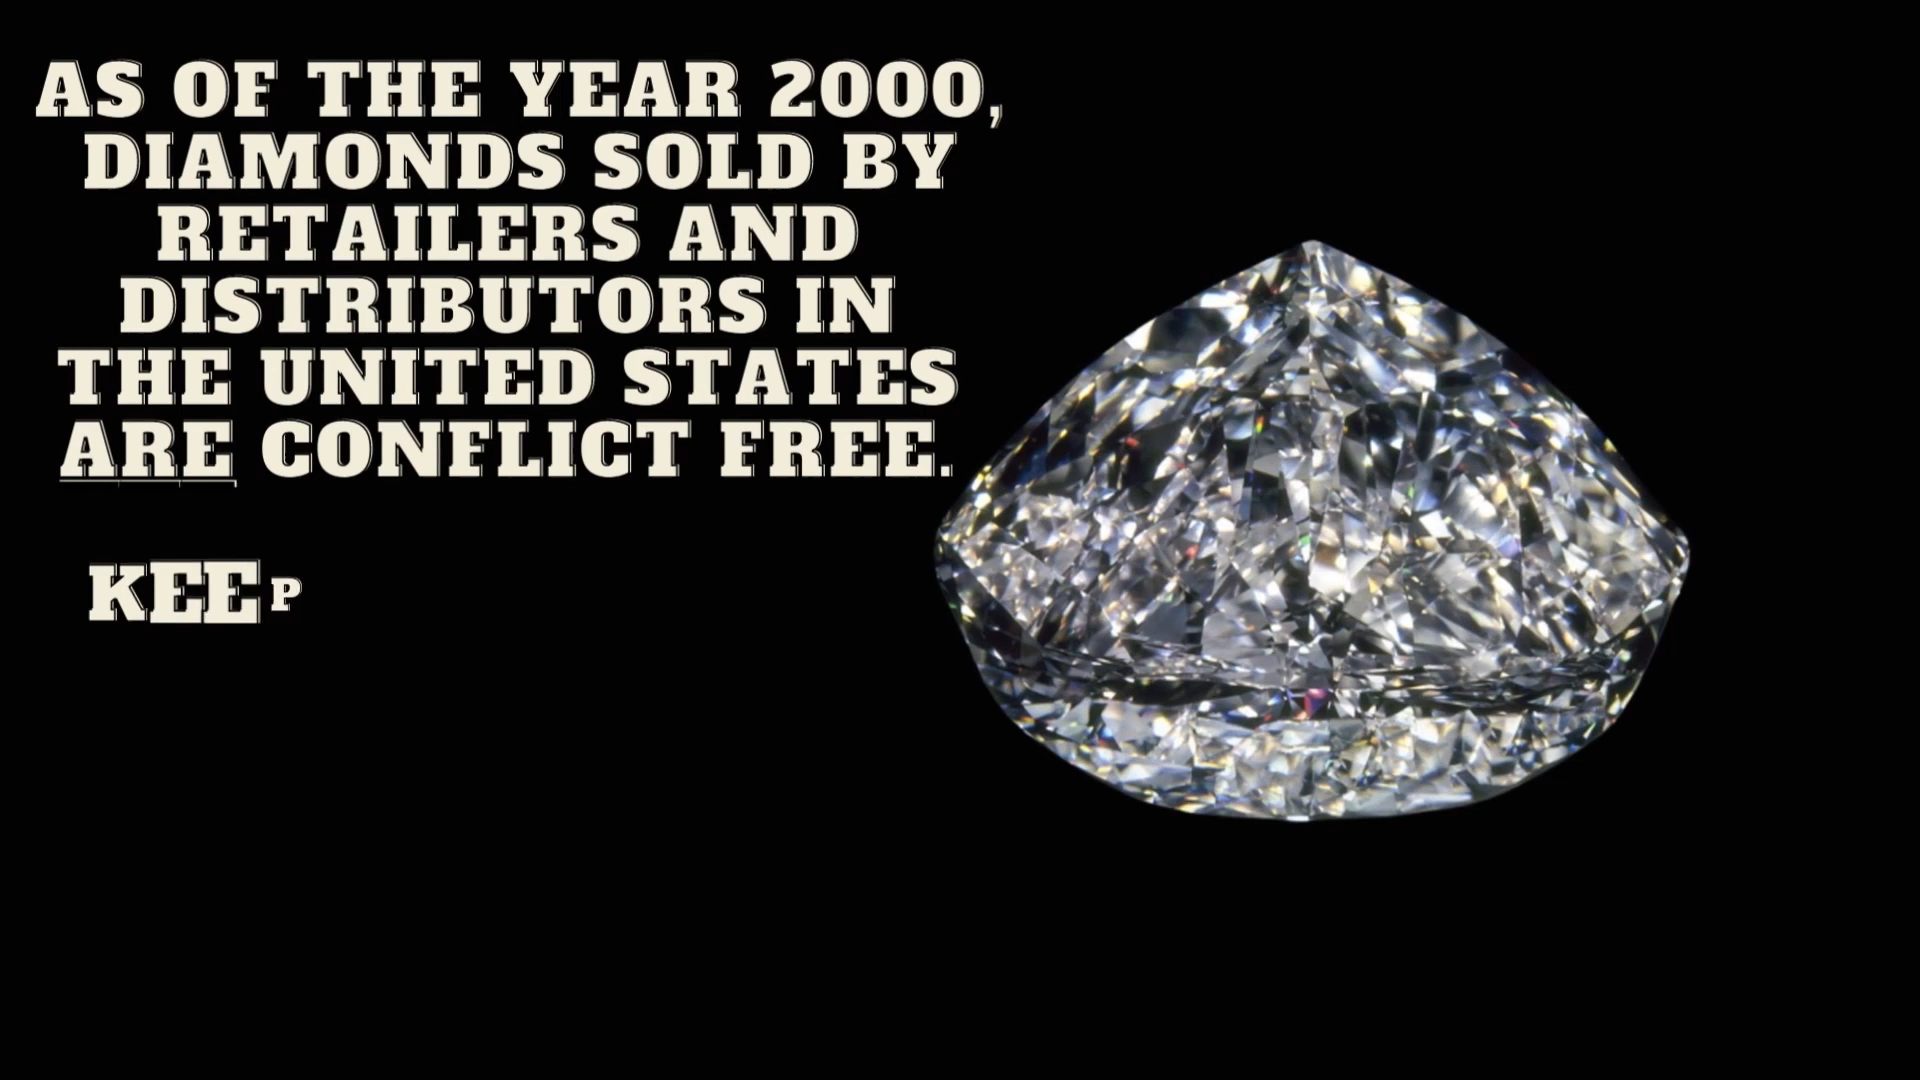 AS OF THE YEAR 2000,
DIAMONDS SOLD BY
RETAILERS AND
DISTRIBUTORS IN
THE UNITED STATES
ARE CONFLICT FREE.
KEEP